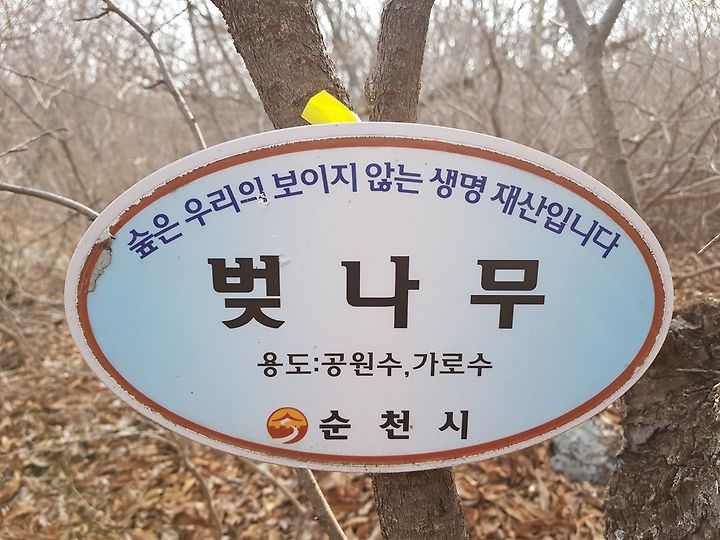 숲은 우리의 보이지 않는 생명 재산입니다
벚나무
용도:공원수,가로수
순천시